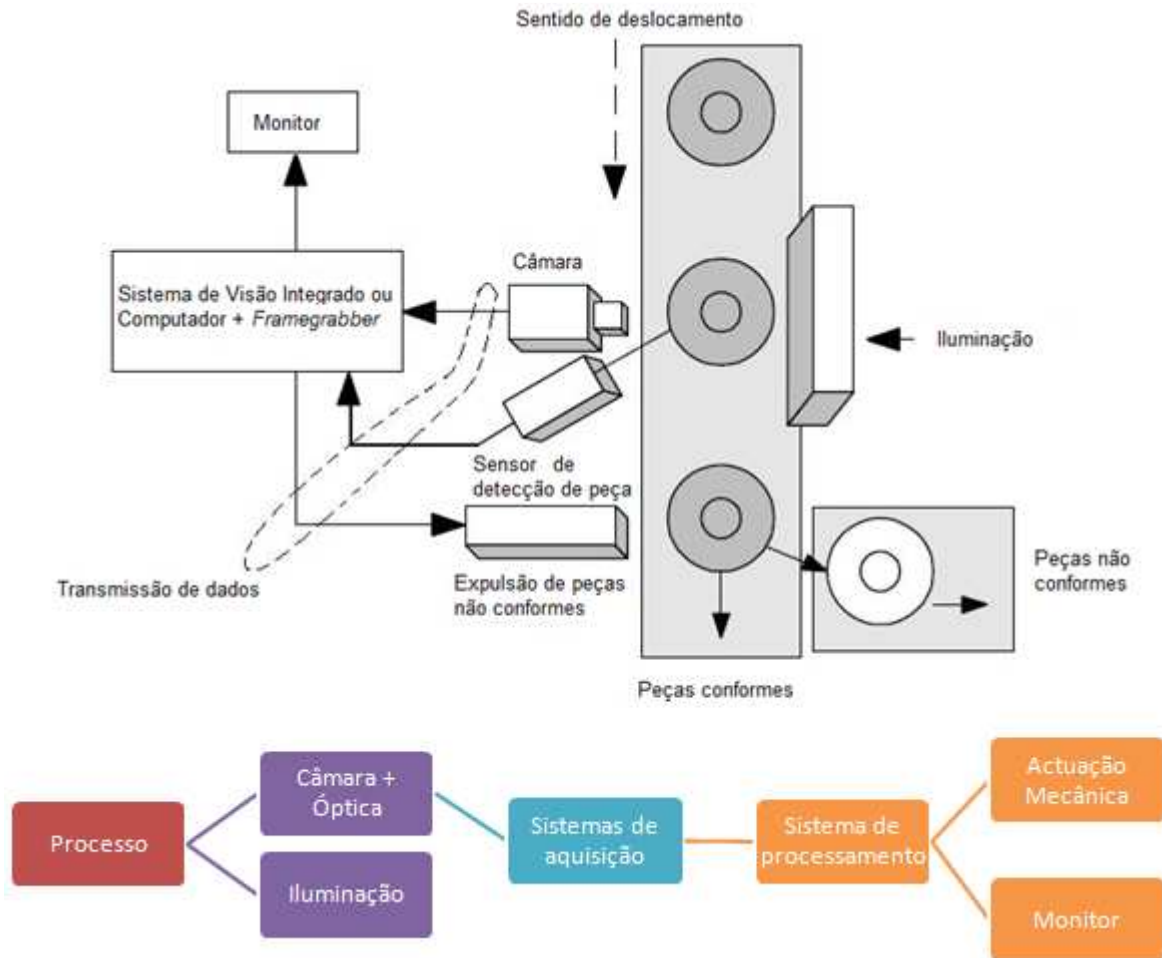 Sentido de deslocamento
Monitor
Câmara
Sistema de Visão Integrado ou
Computador + Framegrabber
Iluminação
Sensor de
detecção de peça
Transmissão de dados
Expulsão de peças
não conformes
Peças não
conformes
Peças conformes
Processo
Câmara +
Óptica
Iluminação
Sistemas de
aquisição
Sistema de
processamento
Actuação
Mecânica
Monitor